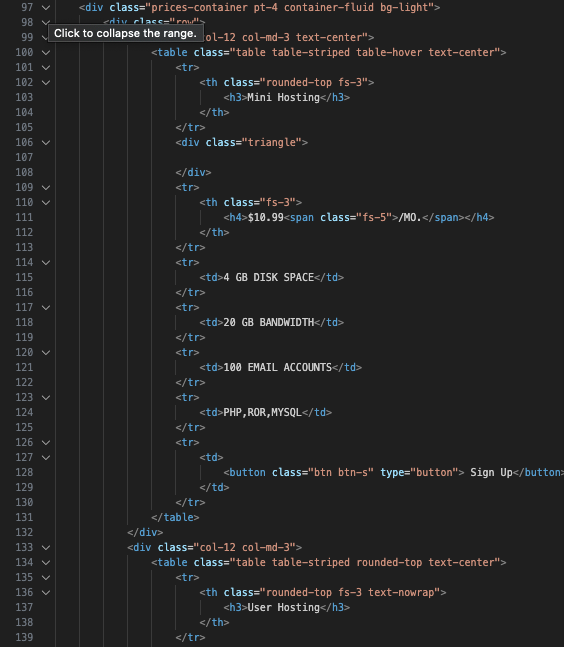 97 <div class="prices-container pt-4 container-fluid bg-light">
98 <div class="row">
99 col-12 col-md-3 text-center">
Click to collapse the range.
100 <table class="table table-striped table-hover text-center">
101 <tr>
102 <th class="rounded-top fs-3">
103 <h3>Mini Hosting</h3>
104 </th>
105 </tr>
106 <div class="triangle">
107
108 </div>
109 <tr>
110 <th class="fs-3">
111 <h4>$10.99<span class="fs-5">/MO.</span></h4>
112 </th>
113 </tr>
114 <tr>
115 <td>4 GB DISK SPACE</td>
116 </tr>
117 <tr>
118 <td>20 GB BANDWIDTH</td>
119 </tr>
120 <tr>
121 <td>100 EMAIL ACCOUNTS</td>
122 </tr>
123 <tr>
124 <td>PHP,ROR,MYSQL</td>
125 </tr>
126 <tr>
127 <td>
128 <button class="btn btn-s" type="button"> Sign Up</button>
129 </td>
130 </tr>
131 </table>
132 </div>
133 <div class="col-12 col-md-3">
134 <table class="table table-striped rounded-top text-center">
135 <tr>
136 <th class="rounded-top fs-3 text-nowrap">
137 <h3>User Hosting</h3>
138 </th>
139 </tr>